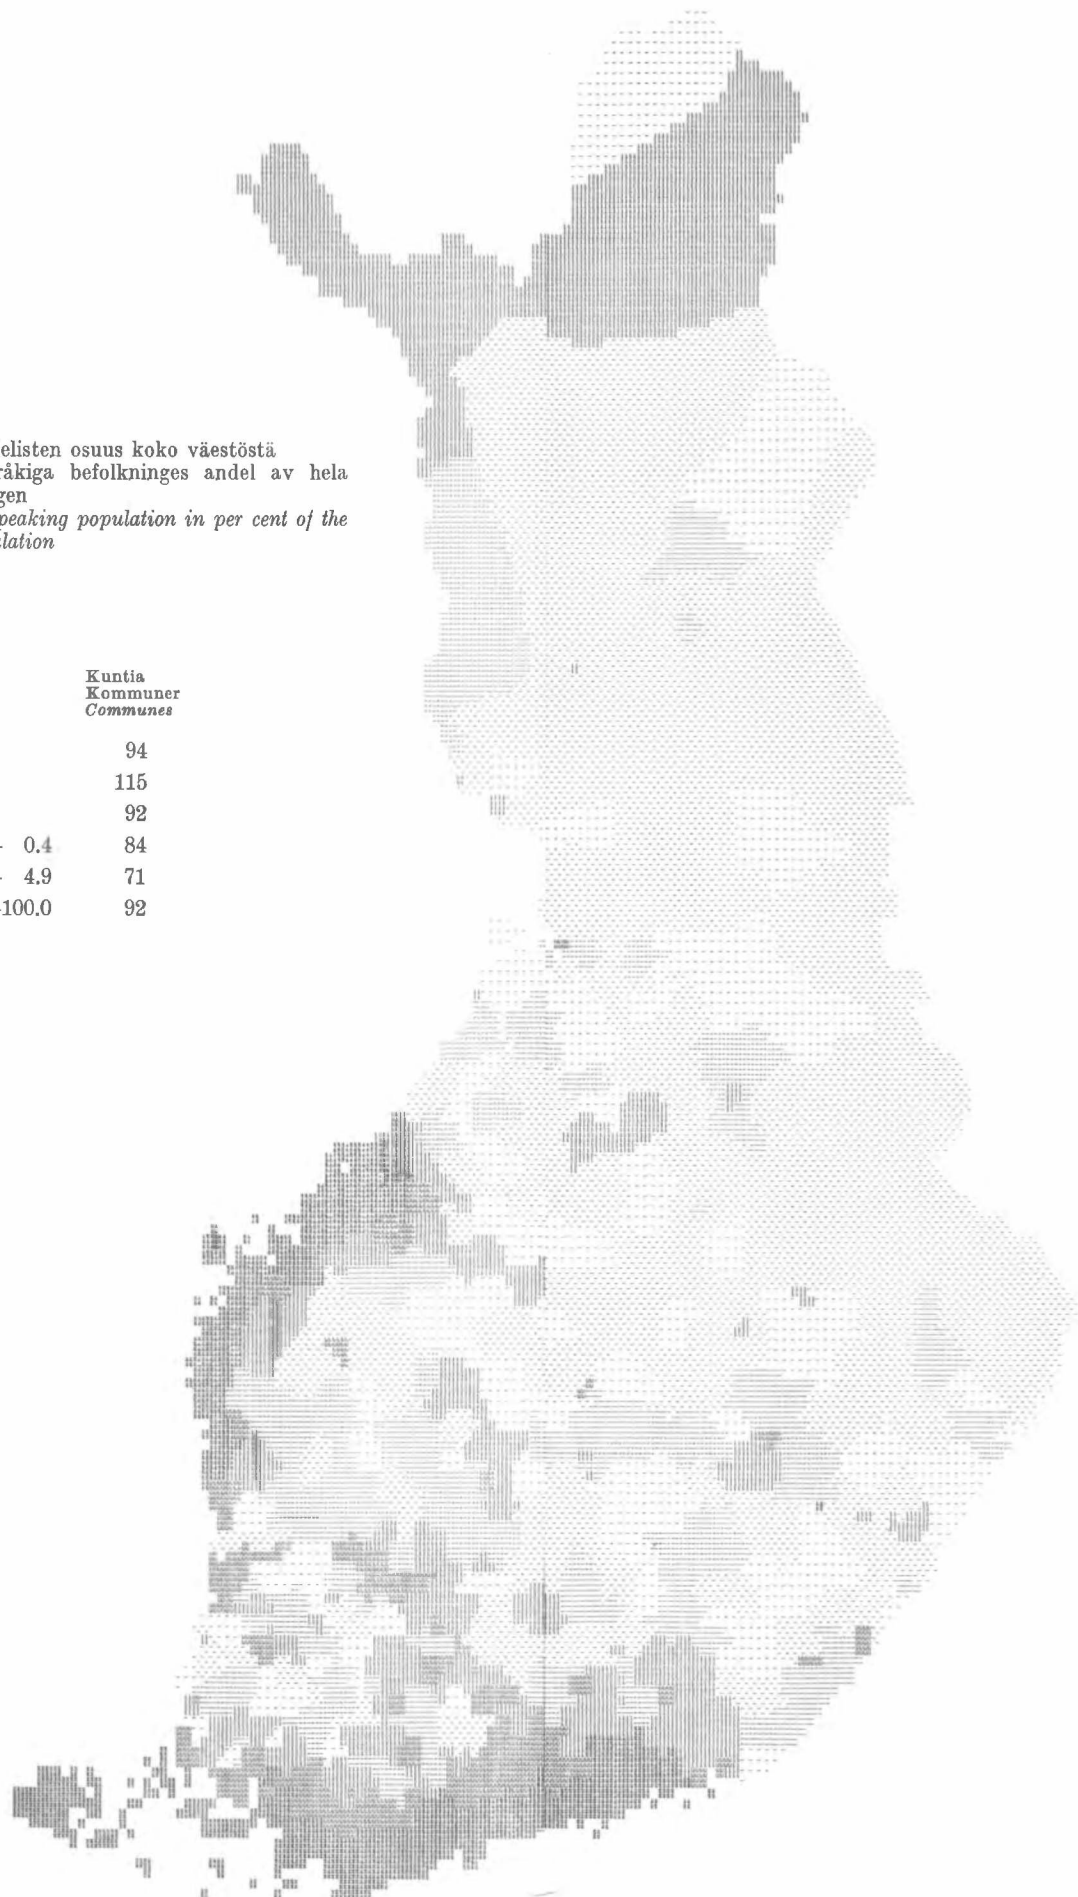 elisten osuus koko väestöstä
råkiga befolkninges andel av hela
gen
peaking population in per cent of the
lation
Kuntia
Kommuner
Communes
94
115
92
- 0.4 84
- 4.9 71
-100.0 92